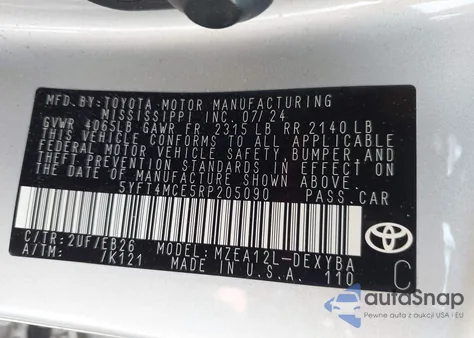 MFD.BY:TOYOTA MOTOR MANUFACTURING
MISSISSIPPI INC. 07/24
GVWR 4065LB GAWR FR 2315 LB RR 2140 LB
THIS VEHICLE CONFORMS TO ALL APPLICABLE
FEDERAL MOTOR VEHICLE SAFETY, BUMPER, AND
THEFT PREVENTION STANDARDS IN EFFECT ON
THE DATE OF MANUFACTURE SHOWN ABOVE.
5YFT4MCE5RP205090 PASS.CAR
C/TR:2UF/EB26 MODEL:MZEA12L-DEXYBA
A/TM: /K121 MADE IN U.S.A. 110
TOYOTA
C
autoSnap
Pewne auta z aukcji USA i EU